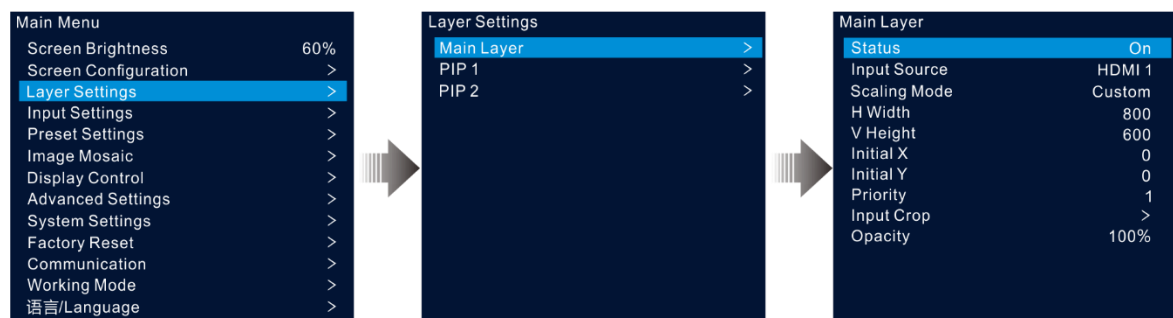 Main Menu
Screen Brightness 60%
Screen Configuration >
Layer Settings >
Input Settings >
Preset Settings >
Image Mosaic >
Display Control >
Advanced Settings >
System Settings >
Factory Reset >
Communication >
Working Mode >
语言/Language >
Layer Settings
Main Layer >
PIP 1 >
PIP 2 >
Main Layer
Status On
Input Source HDMI 1
Scaling Mode Custom
H Width 800
V Height 600
Initial X 0
Initial Y 0
Priority 1
Input Crop >
Opacity 100%